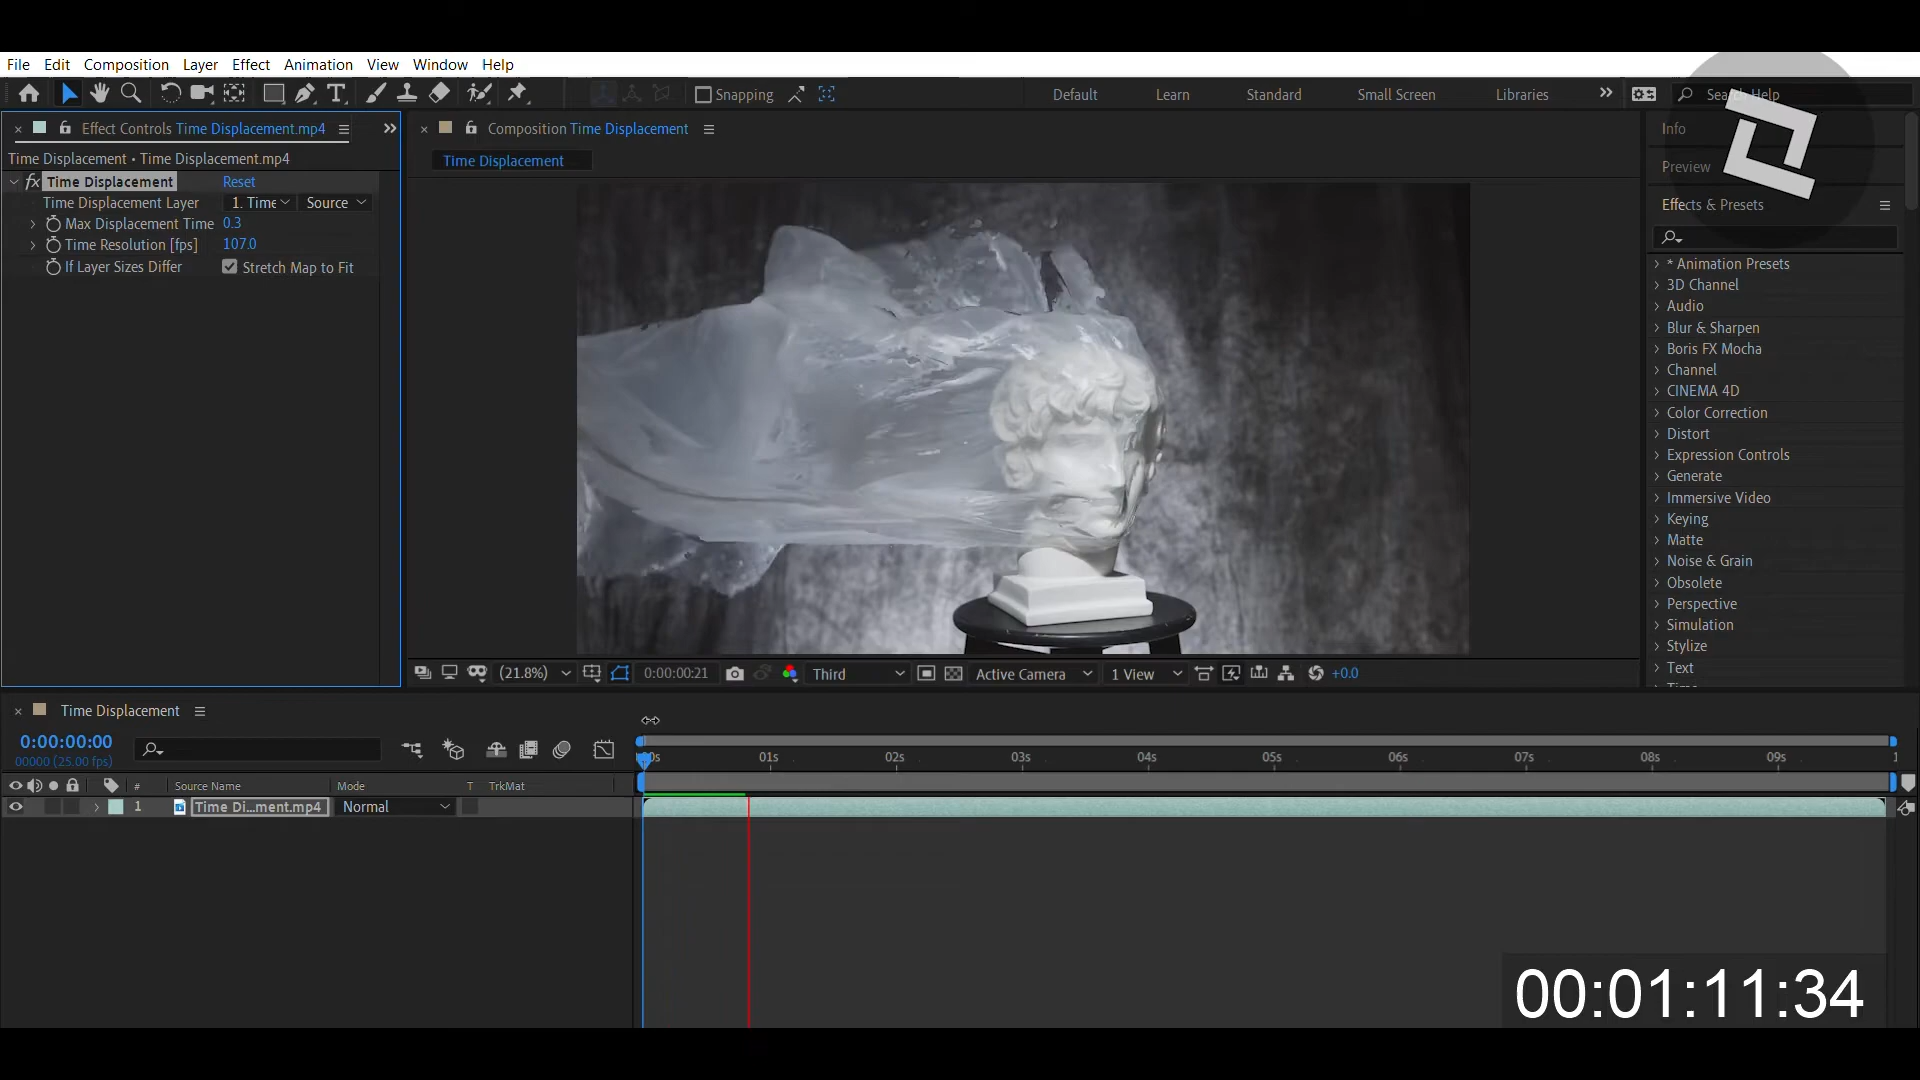 File Edit Composition Layer Effect Animation View Window Help
Snapping Default Learn Standard Small Screen Libraries Search Help
Effect Controls Time Displacement.mp4
Time Displacement • Time Displacement.mp4
fx Time Displacement Reset
Time Displacement Layer 1. Time Source
Max Displacement Time 0.3
Time Resolution [fps] 107.0
If Layer Sizes Differ Stretch Map to Fit
Composition Time Displacement
Time Displacement
(21.8%) 0:00:00:21 Third Active Camera 1 View +0.0
Info
Preview
Effects & Presets
* Animation Presets
3D Channel
Audio
Blur & Sharpen
Boris FX Mocha
Channel
CINEMA 4D
Color Correction
Distort
Expression Controls
Generate
Immersive Video
Keying
Matte
Noise & Grain
Obsolete
Perspective
Simulation
Stylize
Text
Time Displacement
0:00:00:00
00000 (25.00 fps)
01s 02s 03s 04s 05s 06s 07s 08s 09s
# Source Name Mode T TrkMat
1 Time Di...ment.mp4 Normal
00:01:11:34